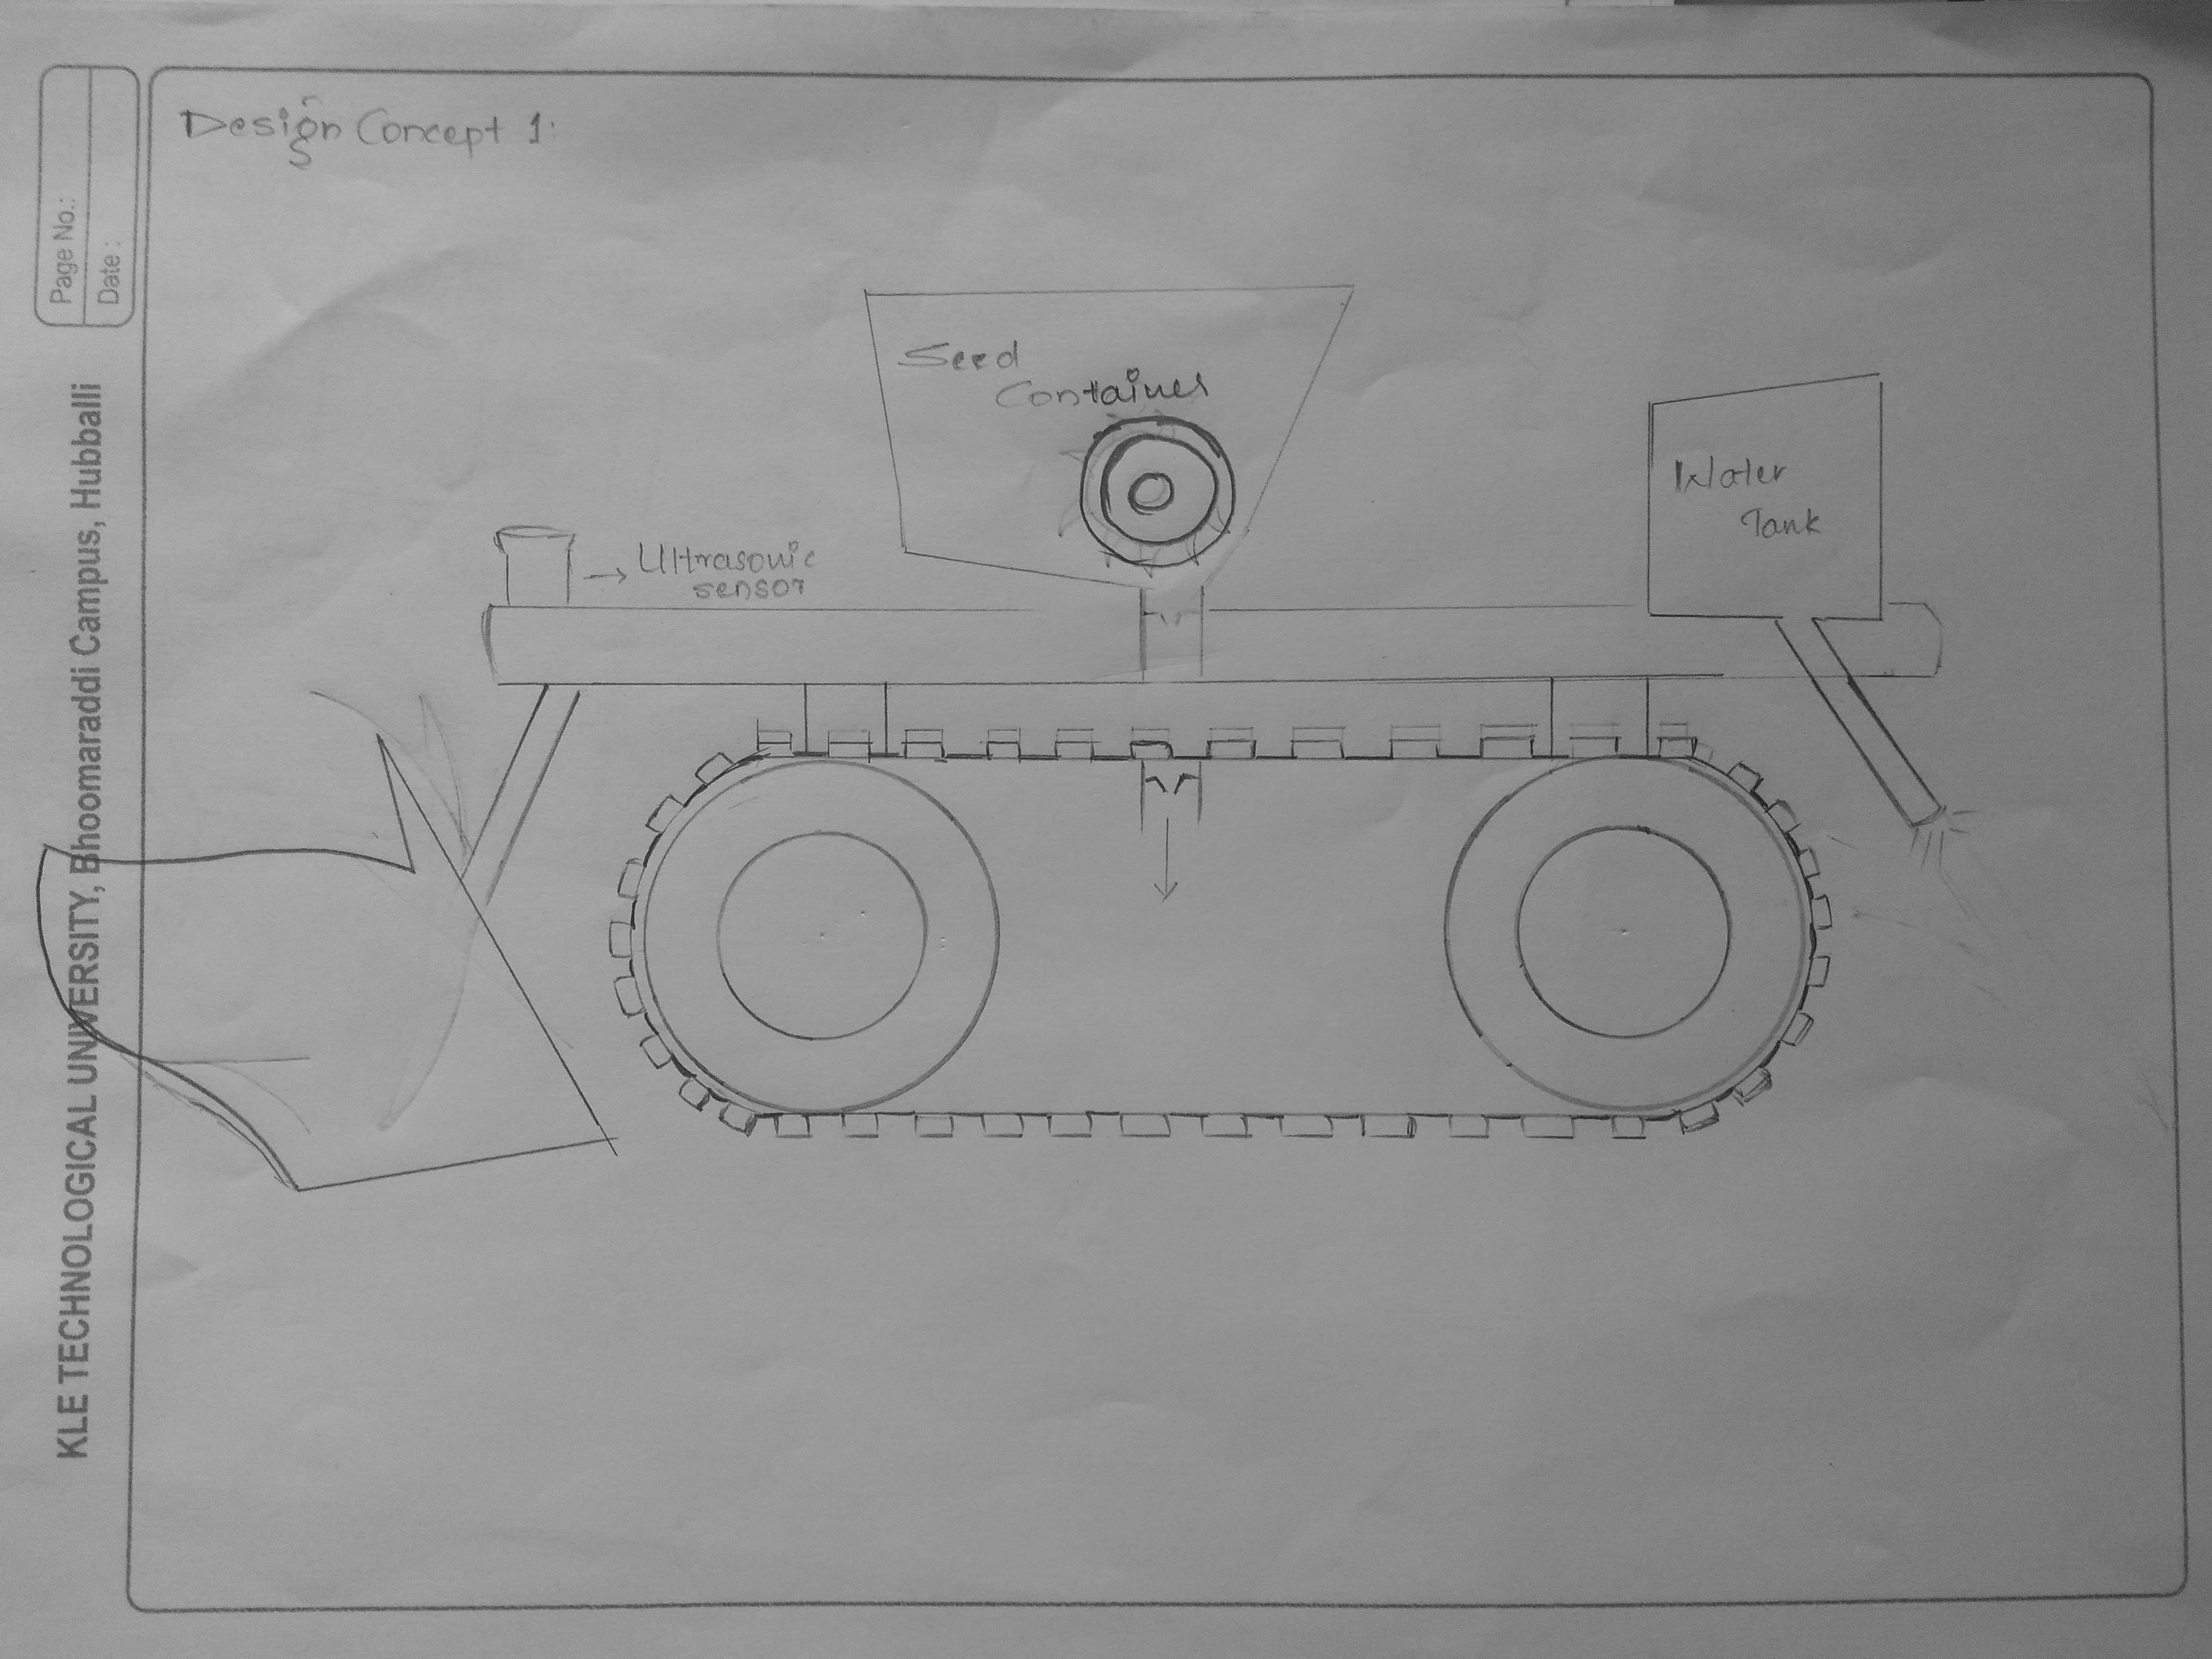 Design Concept 1:
Seed
Container
Water
Tank
→ Ultrasonic
sensor
Page No.:
Date :
KLE TECHNOLOGICAL UNIVERSITY, Bhoomaraddi Campus, Hubballi